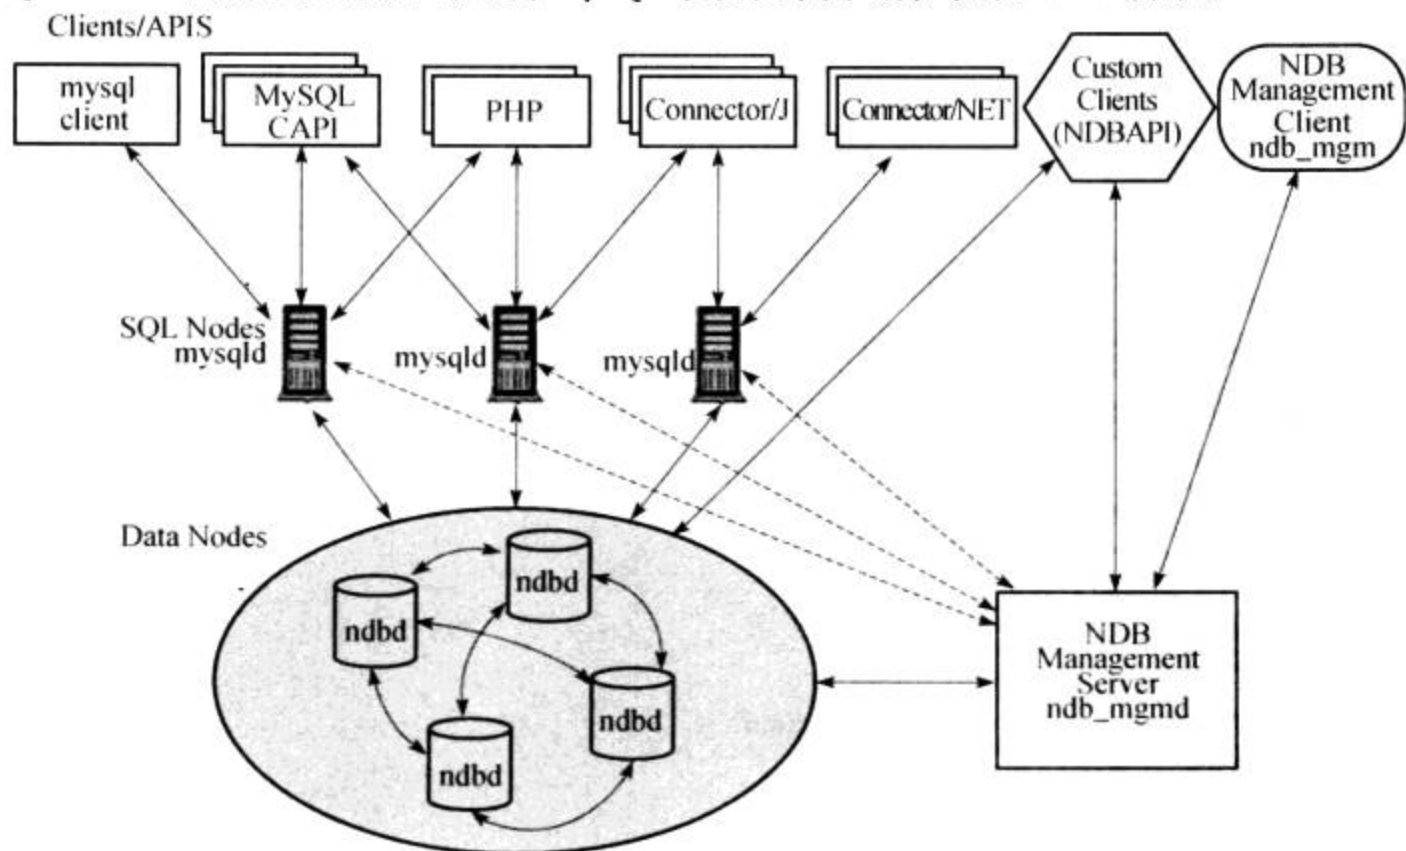 Clients/APIS
mysql
client
MySQL
CAPI
PHP
Connector/J
Connector/NET
Custom
Clients
(NDBAPI)
NDB
Management
Client
ndb_mgm
SQL Nodes
mysqld
mysqld
mysqld
Data Nodes
ndbd
ndbd
ndbd
ndbd
NDB
Management
Server
ndb_mgmd